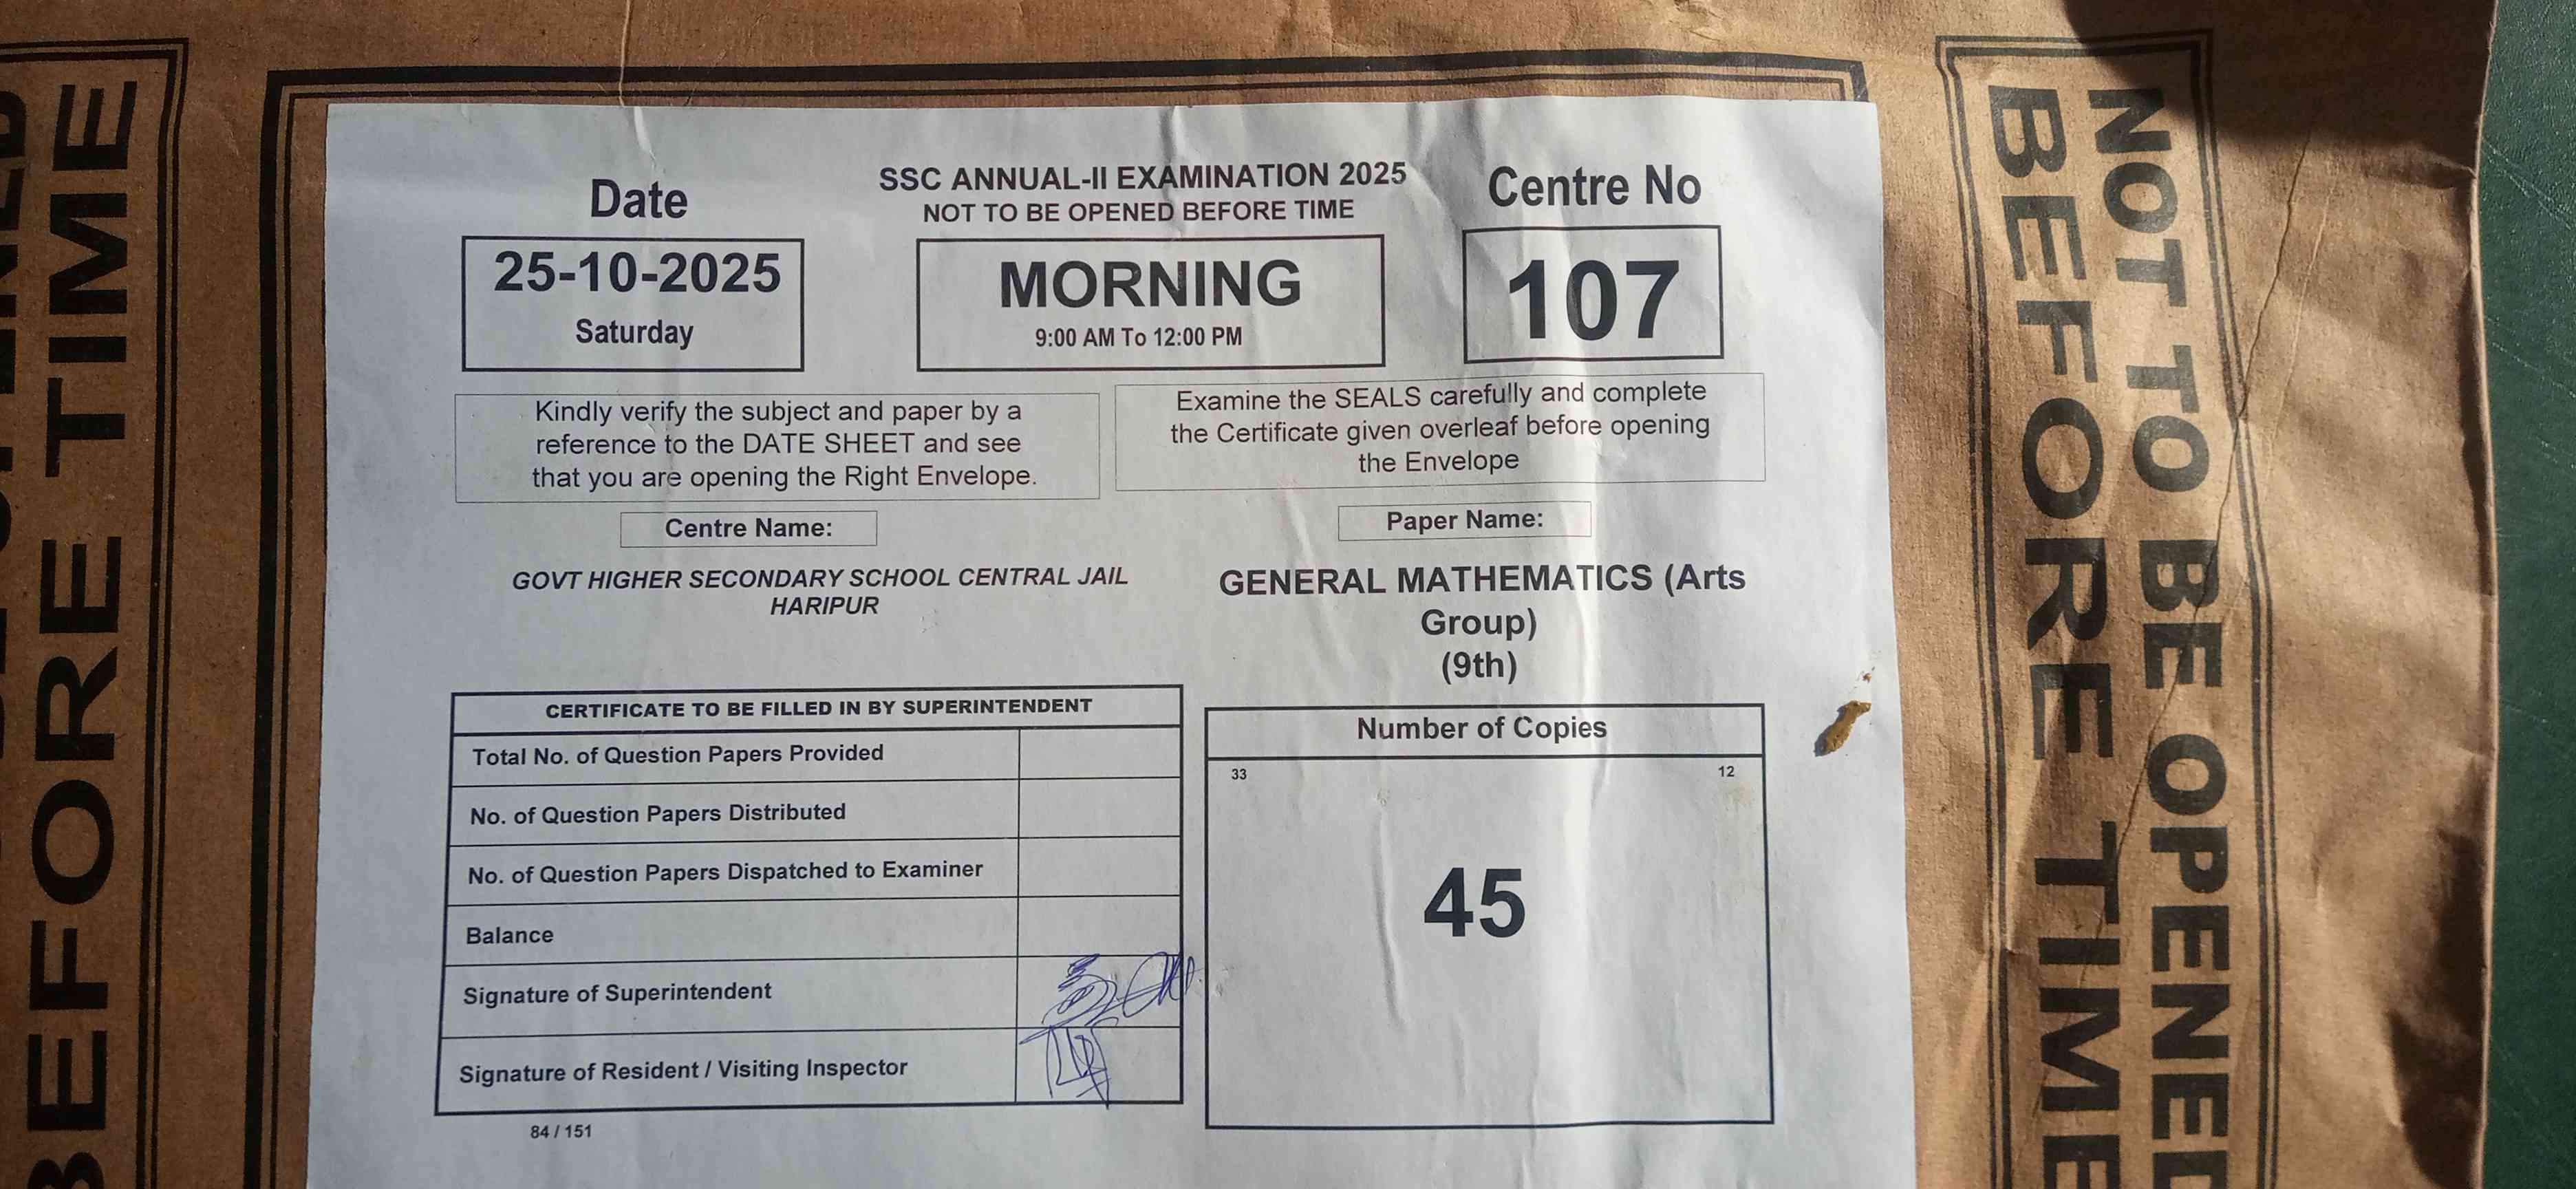 Date
SSC ANNUAL-II EXAMINATION 2025
NOT TO BE OPENED BEFORE TIME
Centre No
25-10-2025
Saturday
MORNING
9:00 AM To 12:00 PM
107
Kindly verify the subject and paper by a
reference to the DATE SHEET and see
that you are opening the Right Envelope.
Examine the SEALS carefully and complete
the Certificate given overleaf before opening
the Envelope
Centre Name:
Paper Name:
GOVT HIGHER SECONDARY SCHOOL CENTRAL JAIL
HARIPUR
GENERAL MATHEMATICS (Arts
Group)
(9th)
CERTIFICATE TO BE FILLED IN BY SUPERINTENDENT
Total No. of Question Papers Provided
No. of Question Papers Distributed
No. of Question Papers Dispatched to Examiner
Balance
Signature of Superintendent
Signature of Resident / Visiting Inspector
84 / 151
Number of Copies
33
12
45
BEFORE TIME
NOT TO BE OPENED
BEFORE TIME